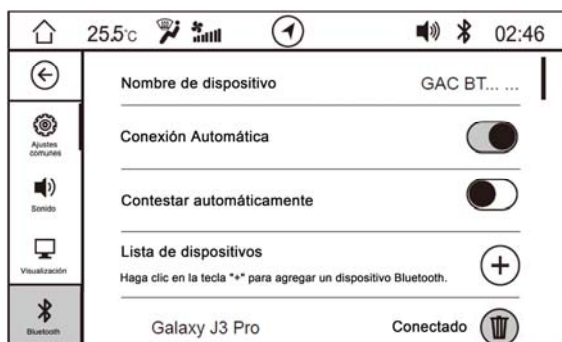 25.5°c 02:46
Nombre de dispositivo GAC BT... ...
Ajustes
comunes
Conexión Automática
Sonido
Contestar automáticamente
Visualización
Lista de dispositivos
Haga clic en la tecla "+" para agregar un dispositivo Bluetooth.
Bluetooth
Galaxy J3 Pro Conectado